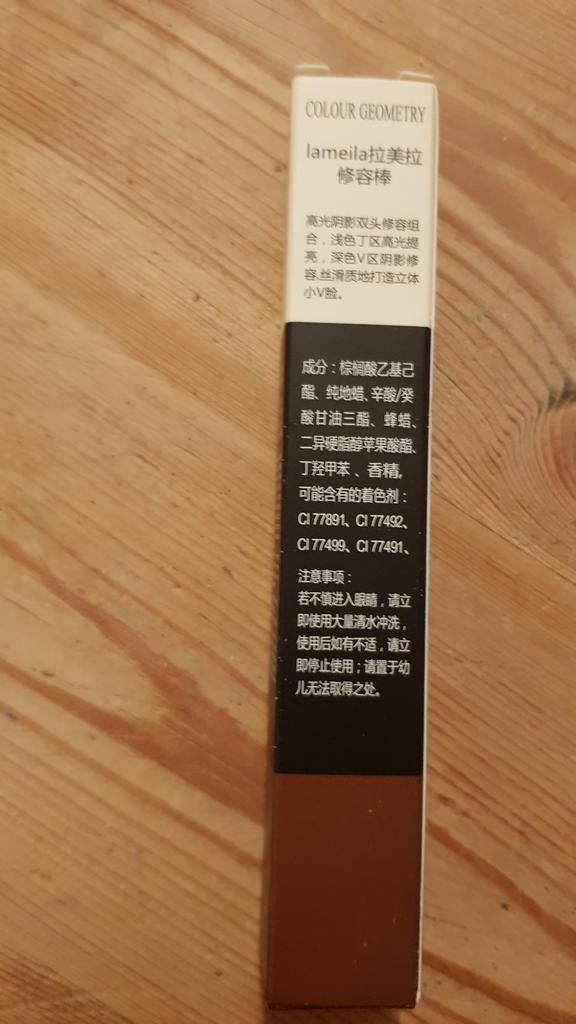 COLOUR GEOMETRY
lameila拉美拉
修容棒
高光阴影双头修容组
合，浅色丁区高光提
亮，深色V区阴影修
容,丝滑质地打造立体
小V脸。
成分：棕榈酸乙基己
酯、纯地蜡、辛酸/癸
酸甘油三酯、蜂蜡、
二异硬脂醇苹果酸酯、
丁羟甲苯、香精。
可能含有的着色剂：
CI 77891、CI 77492、
CI 77499、CI 77491、
注意事项：
若不慎进入眼睛，请立
即使用大量清水冲洗，
使用后如有不适，请立
即停止使用；请置于幼
儿无法取得之处。